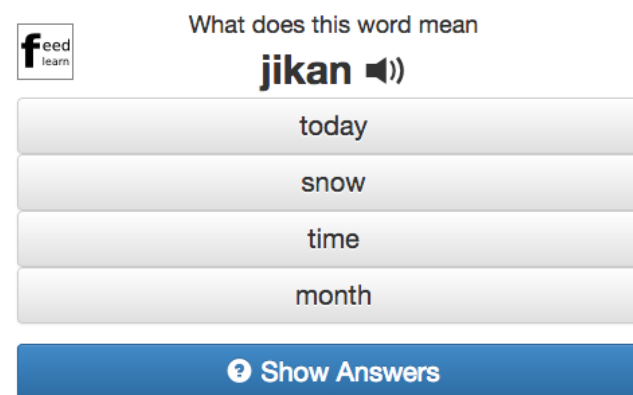 feed
learn
What does this word mean
jikan
today
snow
time
month
Show Answers